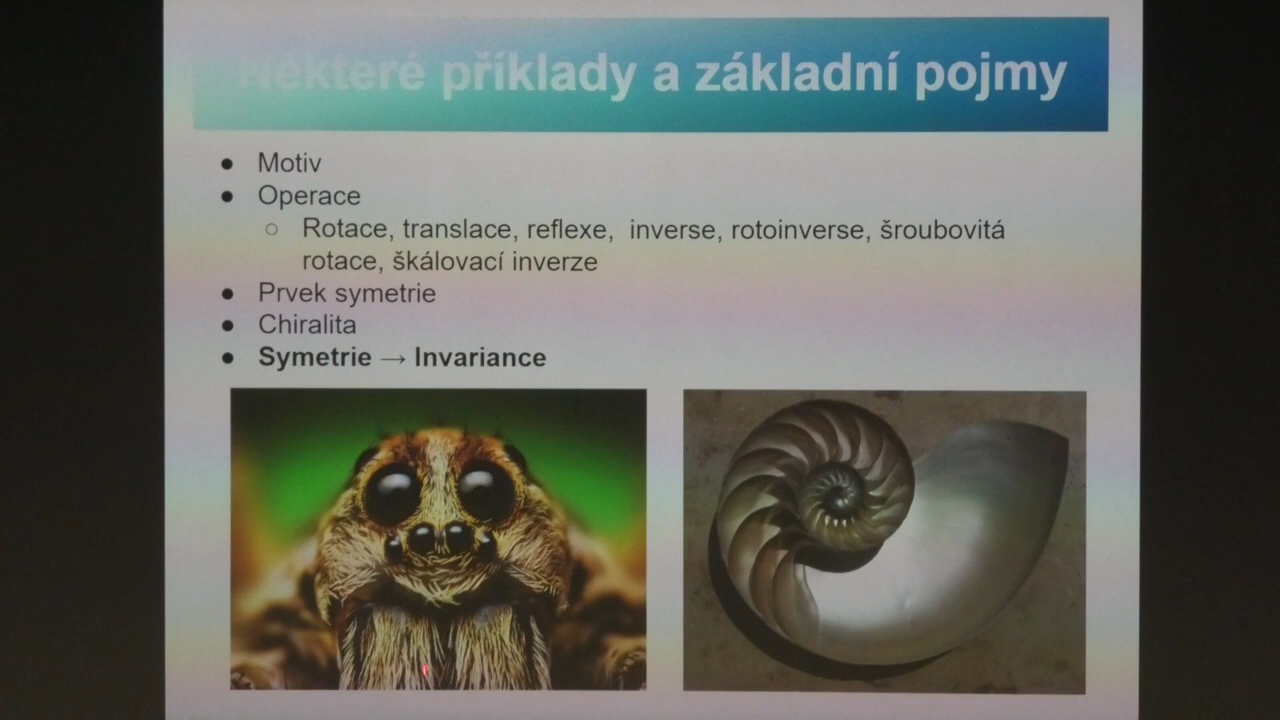 Některé příklady a základní pojmy
● Motiv
● Operace
○ Rotace, translace, reflexe, inverse, rotoinverse, šroubovitá
rotace, škálovací inverze
● Prvek symetrie
● Chiralita
● Symetrie → Invariance